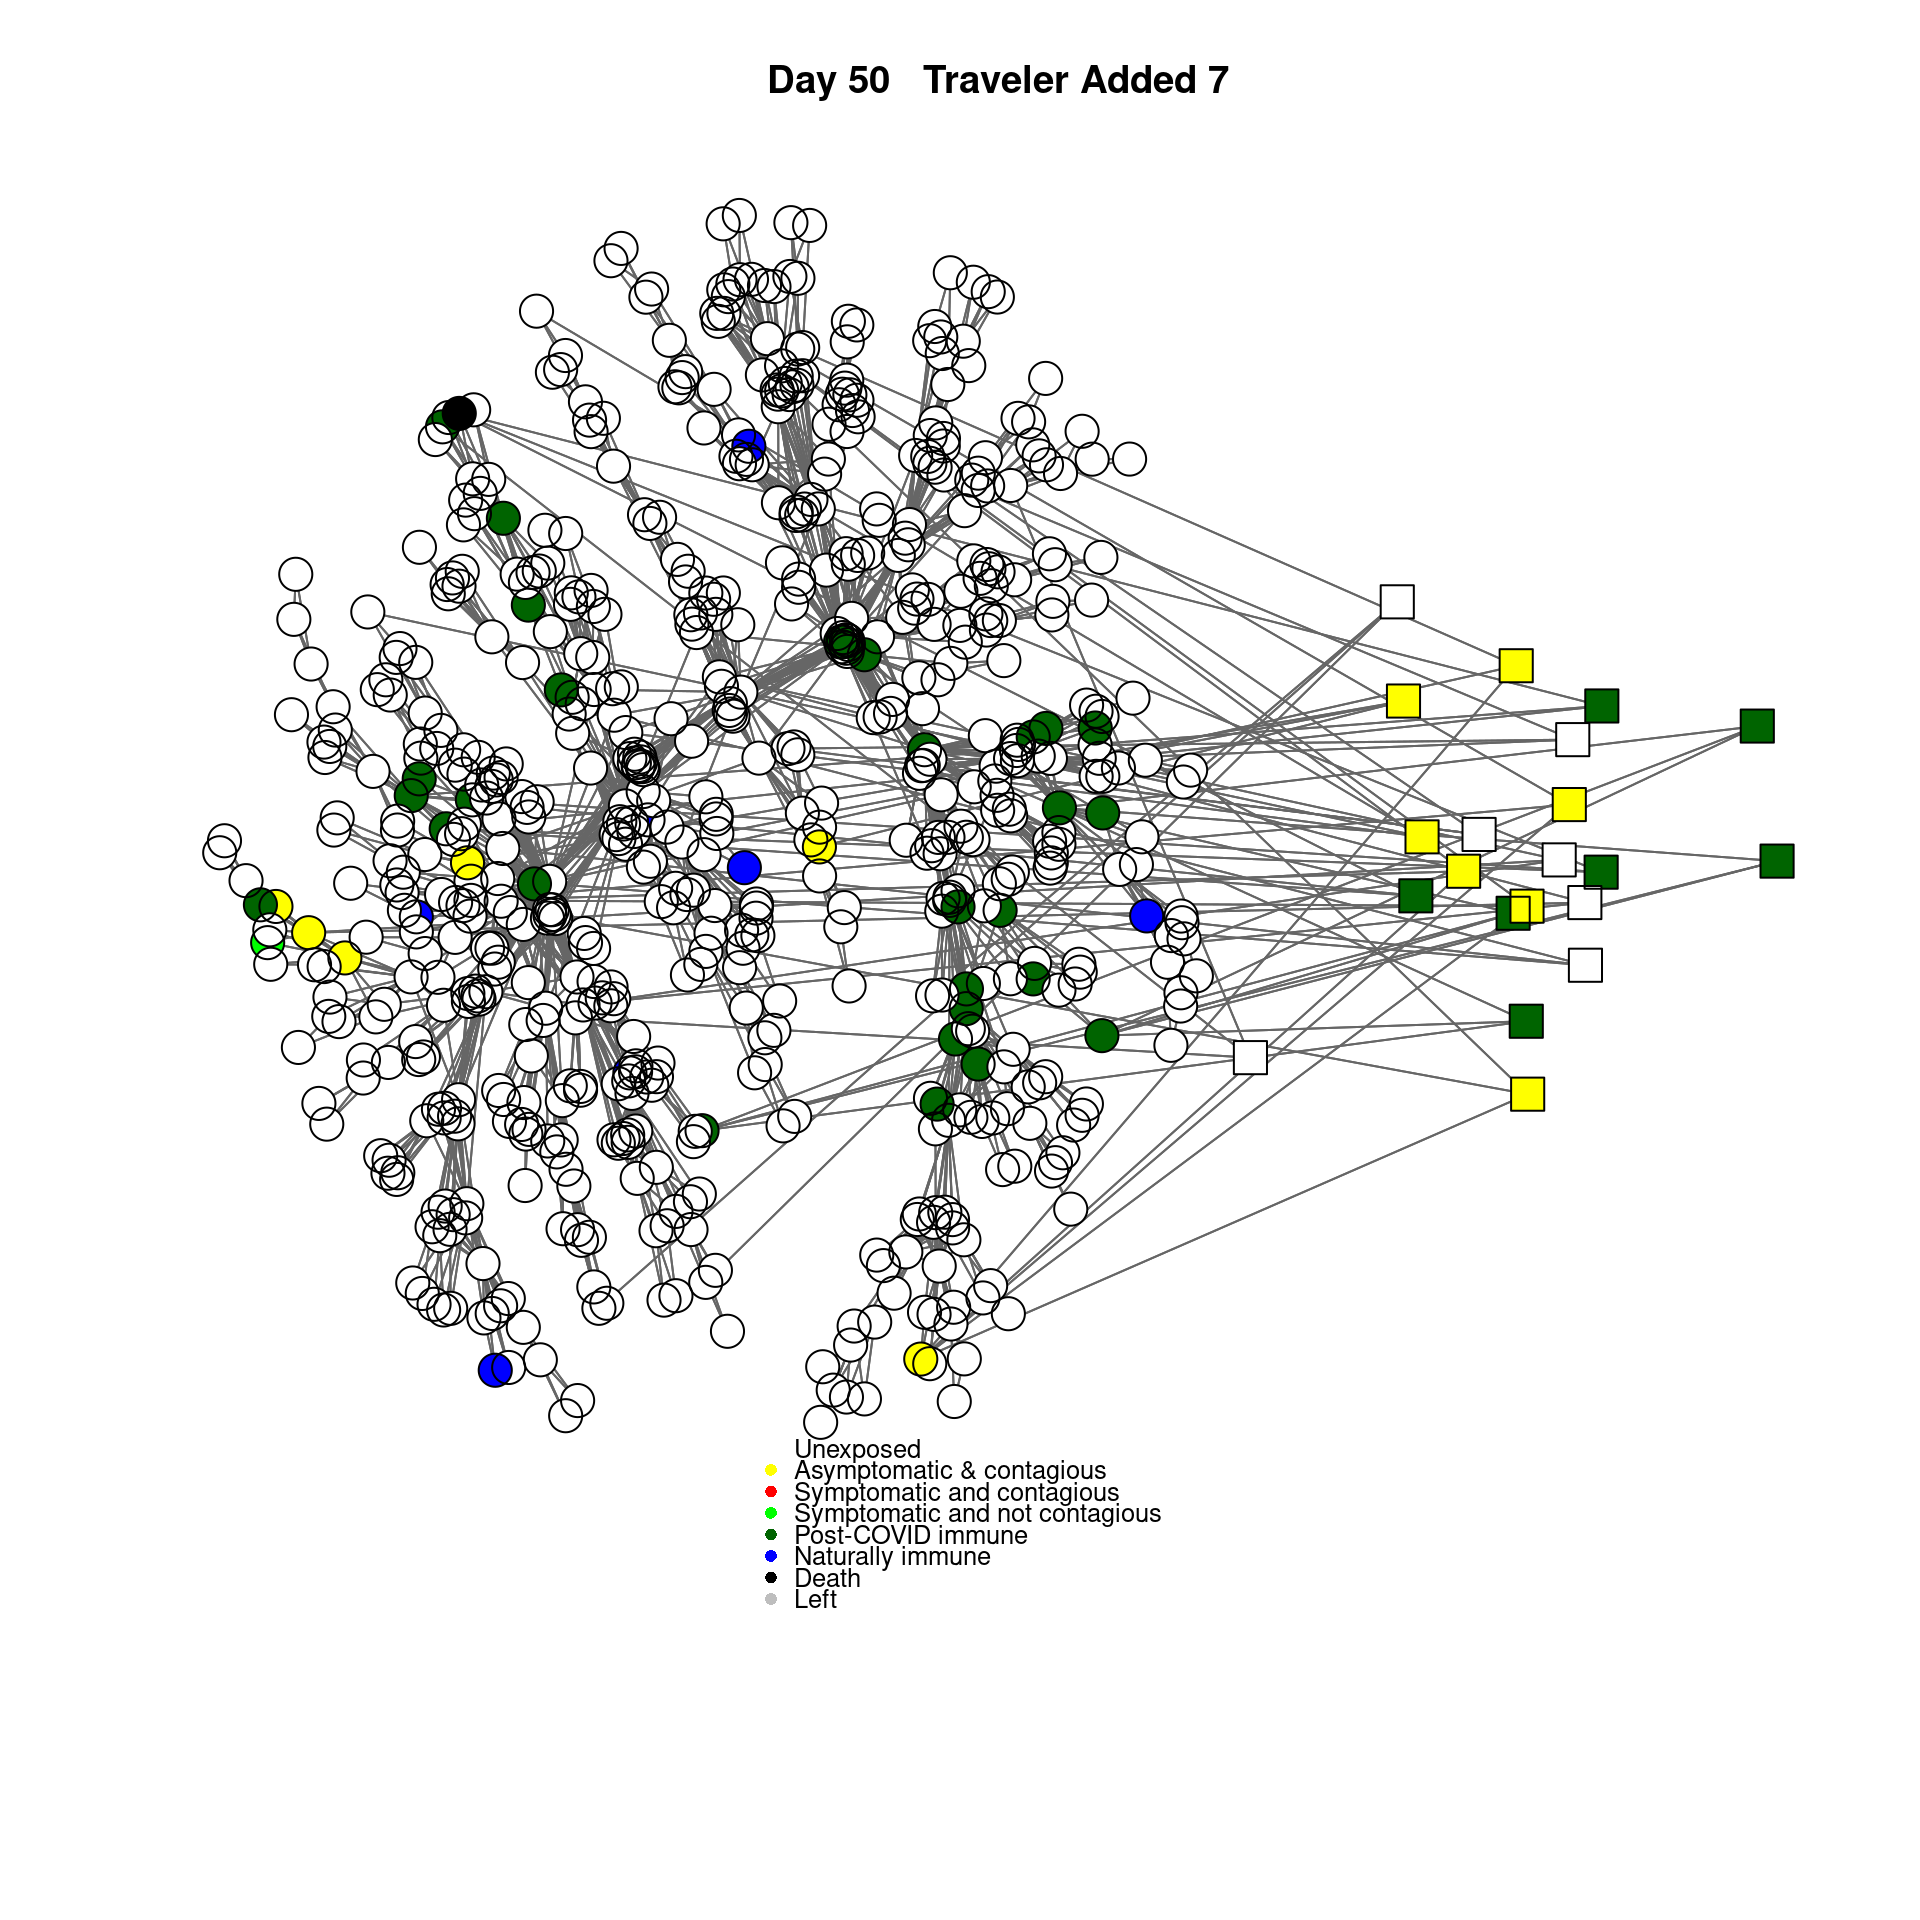 Day 50 Traveler Added 7
Unexposed
Asymptomatic & contagious
Symptomatic and contagious
Symptomatic and not contagious
Post-COVID immune
Naturally immune
Death
Left